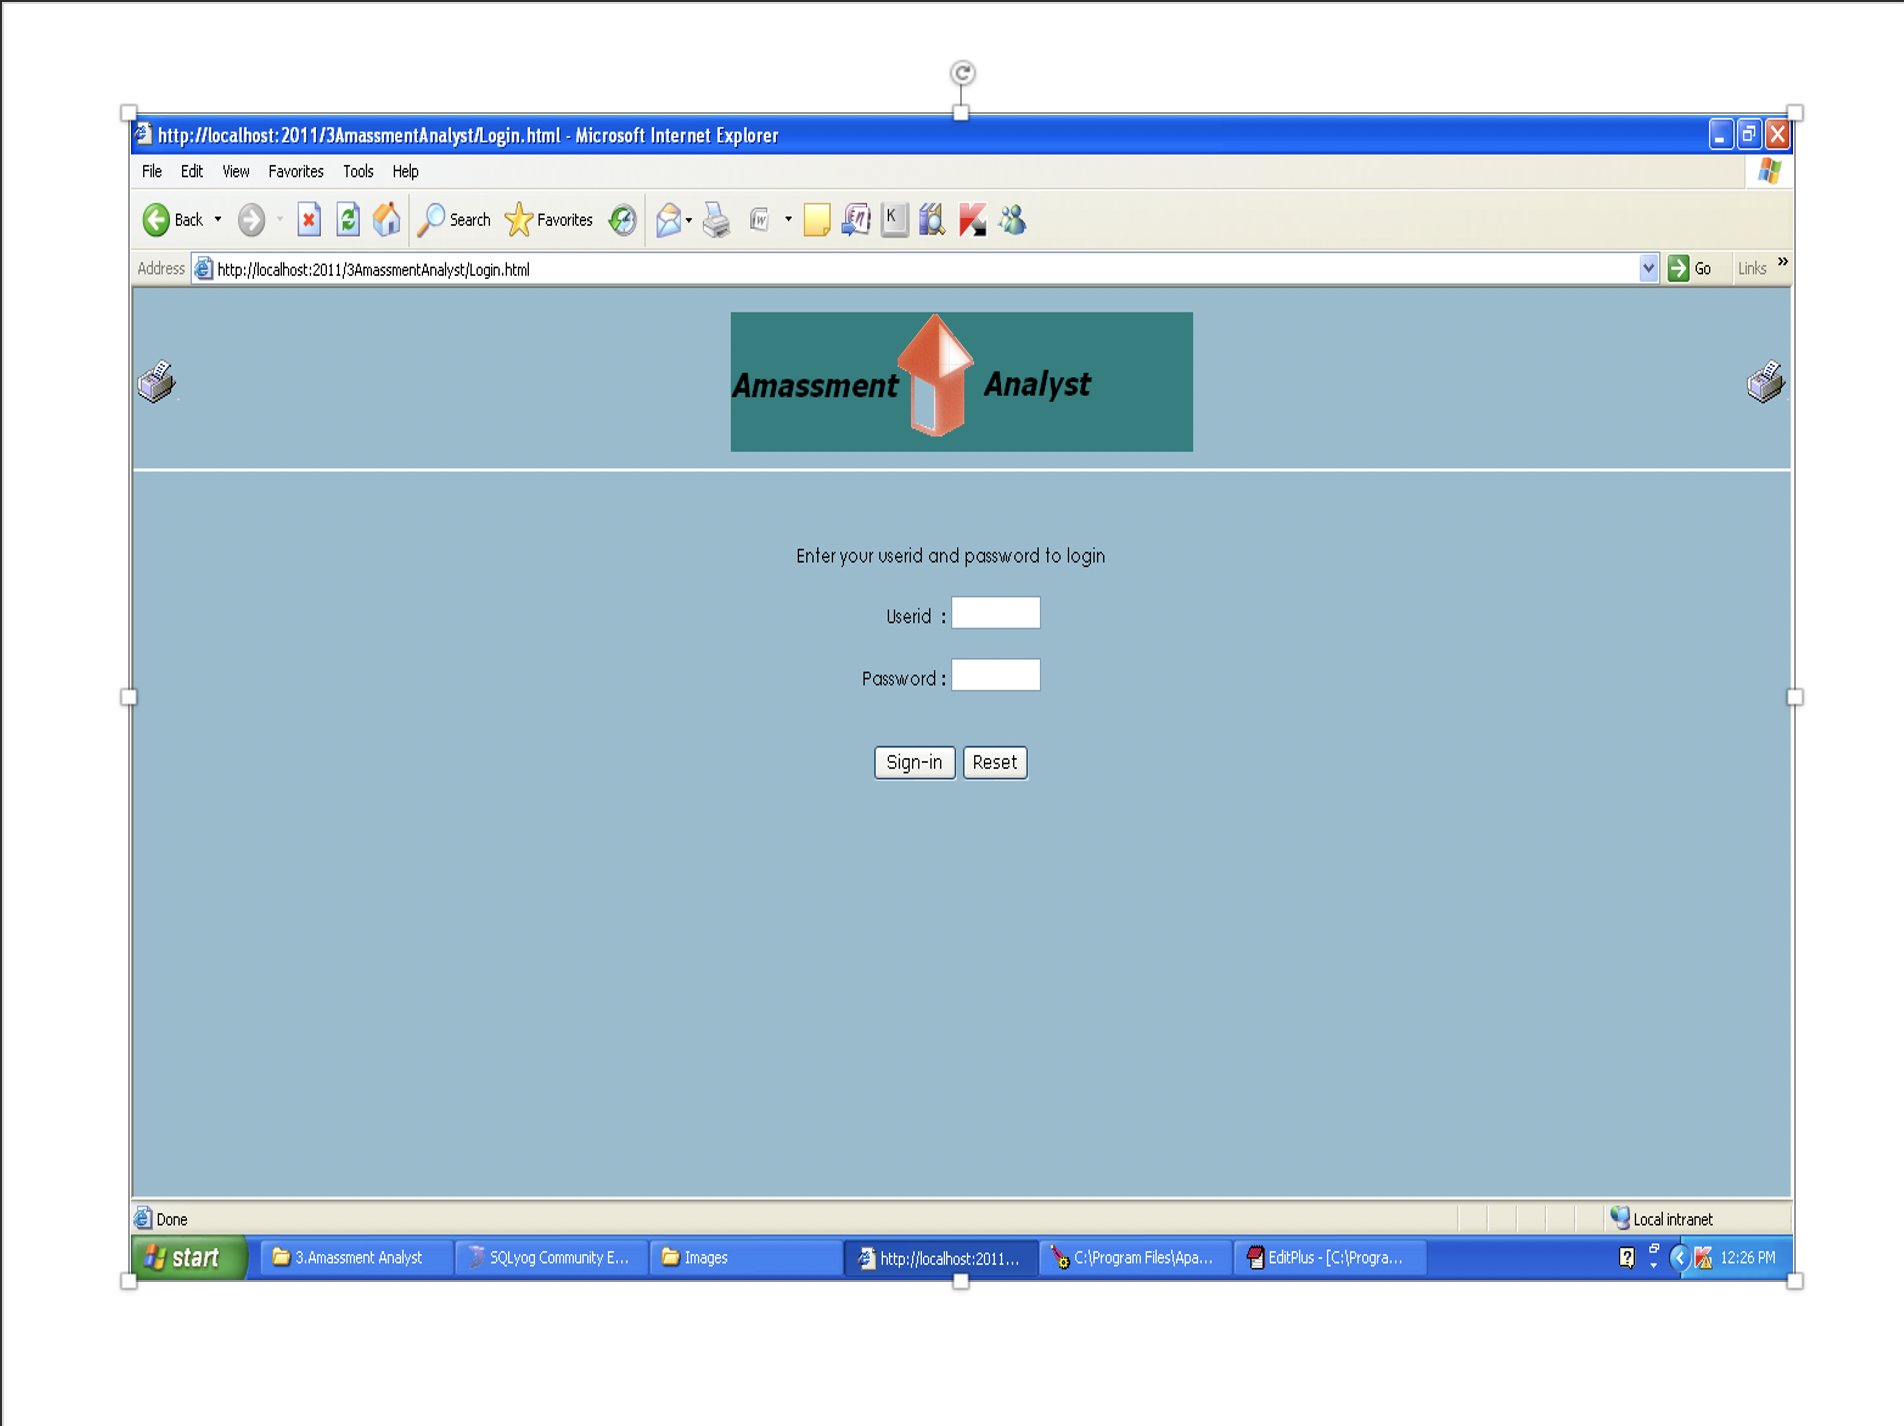 http://localhost:2011/3AmassmentAnalyst/Login.html - Microsoft Internet Explorer
File Edit View Favorites Tools Help
Back Search Favorites K
Address http://localhost:2011/3AmassmentAnalyst/Login.html Go Links »
Amassment Analyst
Enter your userid and password to login
Userid :
Password :
Sign-in Reset
Done Local intranet
start 3.Amassment Analyst SQLyog Community E... Images http://localhost:2011... C:\Program Files\Apa... EditPlus - [C:\Progra... 12:26 PM